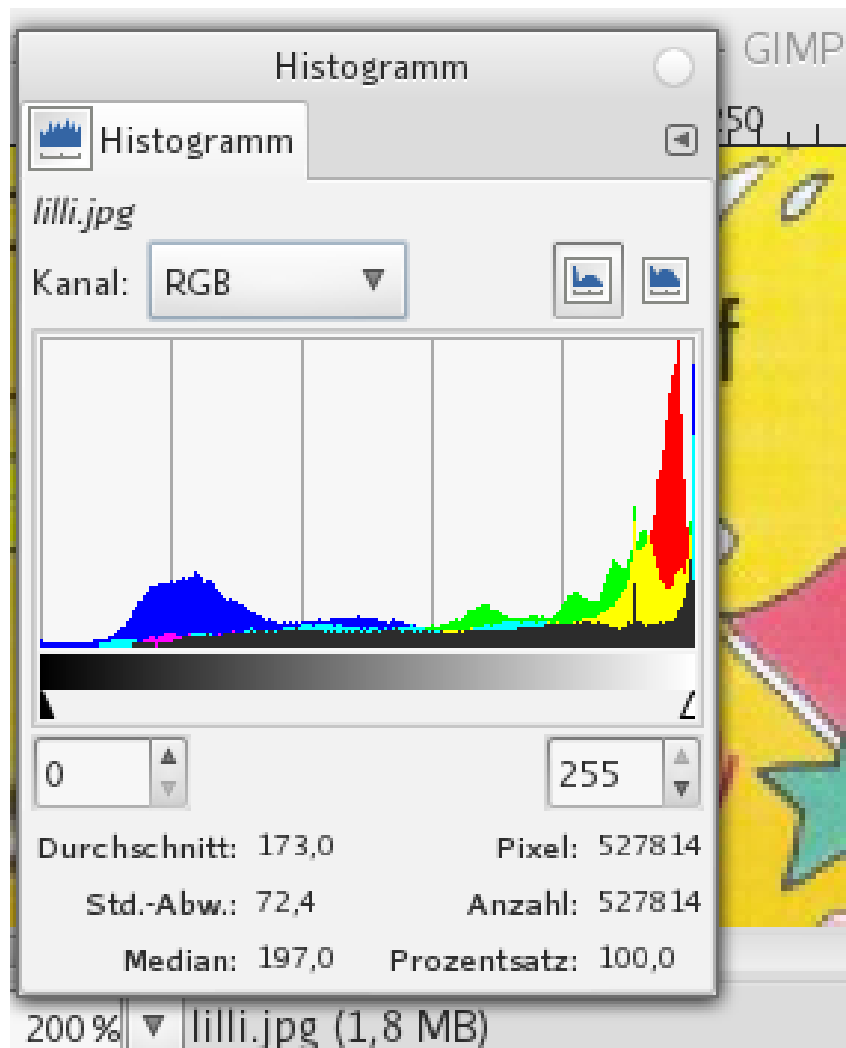 Histogramm
GIMP
Histogramm
250
lilli.jpg
Kanal: RGB
f
0
255
Durchschnitt: 173,0 Pixel: 527814
Std.-Abw.: 72,4 Anzahl: 527814
Median: 197,0 Prozentsatz: 100,0
200 % lilli.jpg (1,8 MB)